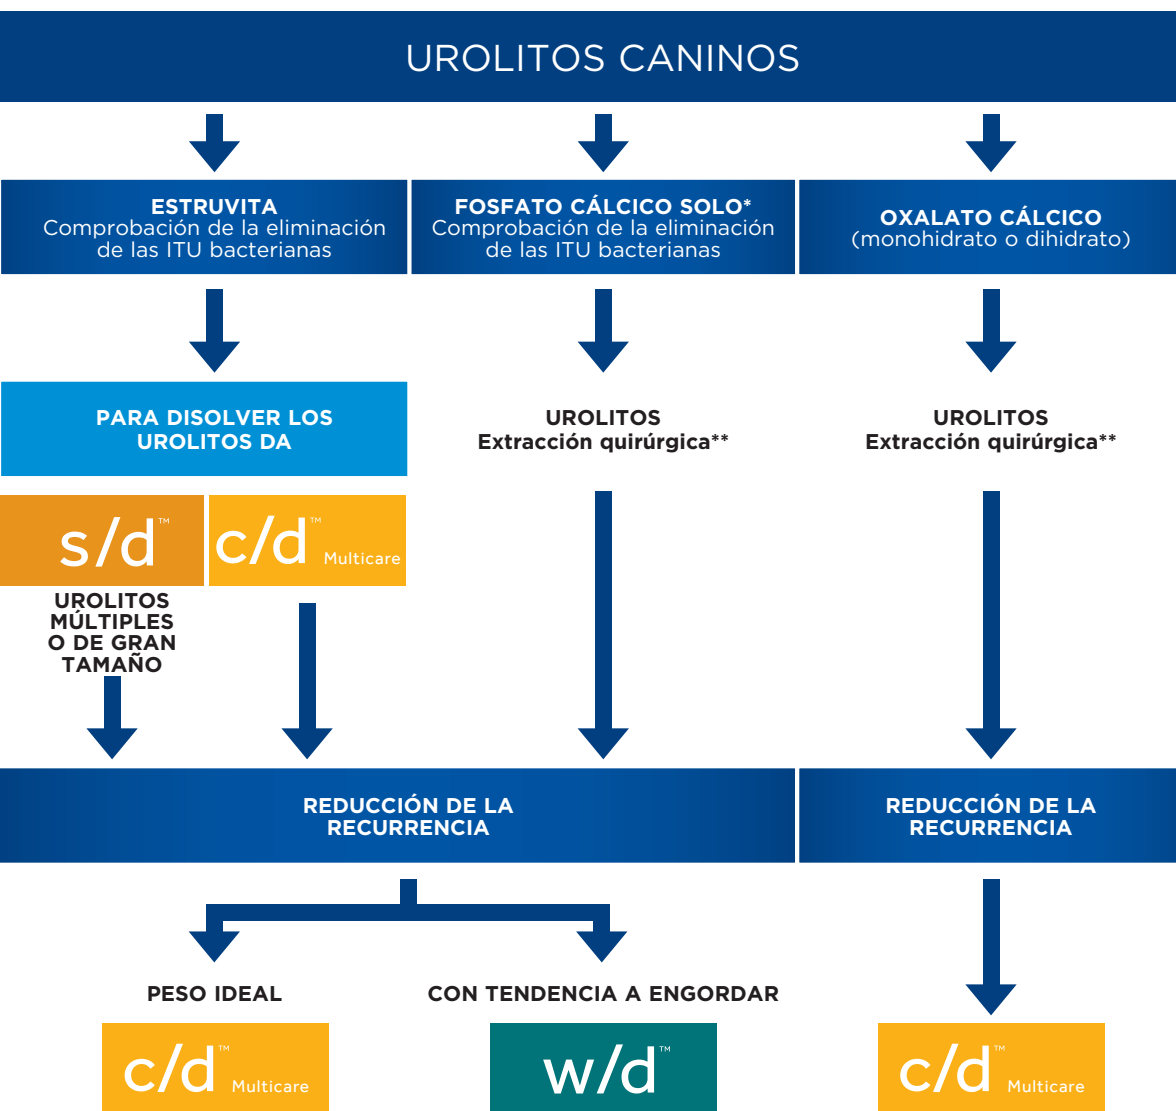 UROLITOS CANINOS
ESTRUVITA
Comprobación de la eliminación
de las ITU bacterianas
FOSFATO CÁLCICO SOLO*
Comprobación de la eliminación
de las ITU bacterianas
OXALATO CÁLCICO
(monohidrato o dihidrato)
PARA DISOLVER LOS
UROLITOS DA
UROLITOS
Extracción quirúrgica**
UROLITOS
Extracción quirúrgica**
s/d™
c/d™ Multicare
UROLITOS
MÚLTIPLES
O DE GRAN
TAMAÑO
REDUCCIÓN DE LA
RECURRENCIA
REDUCCIÓN DE LA
RECURRENCIA
PESO IDEAL
CON TENDENCIA A ENGORDAR
c/d™ Multicare
w/d™
c/d™ Multicare